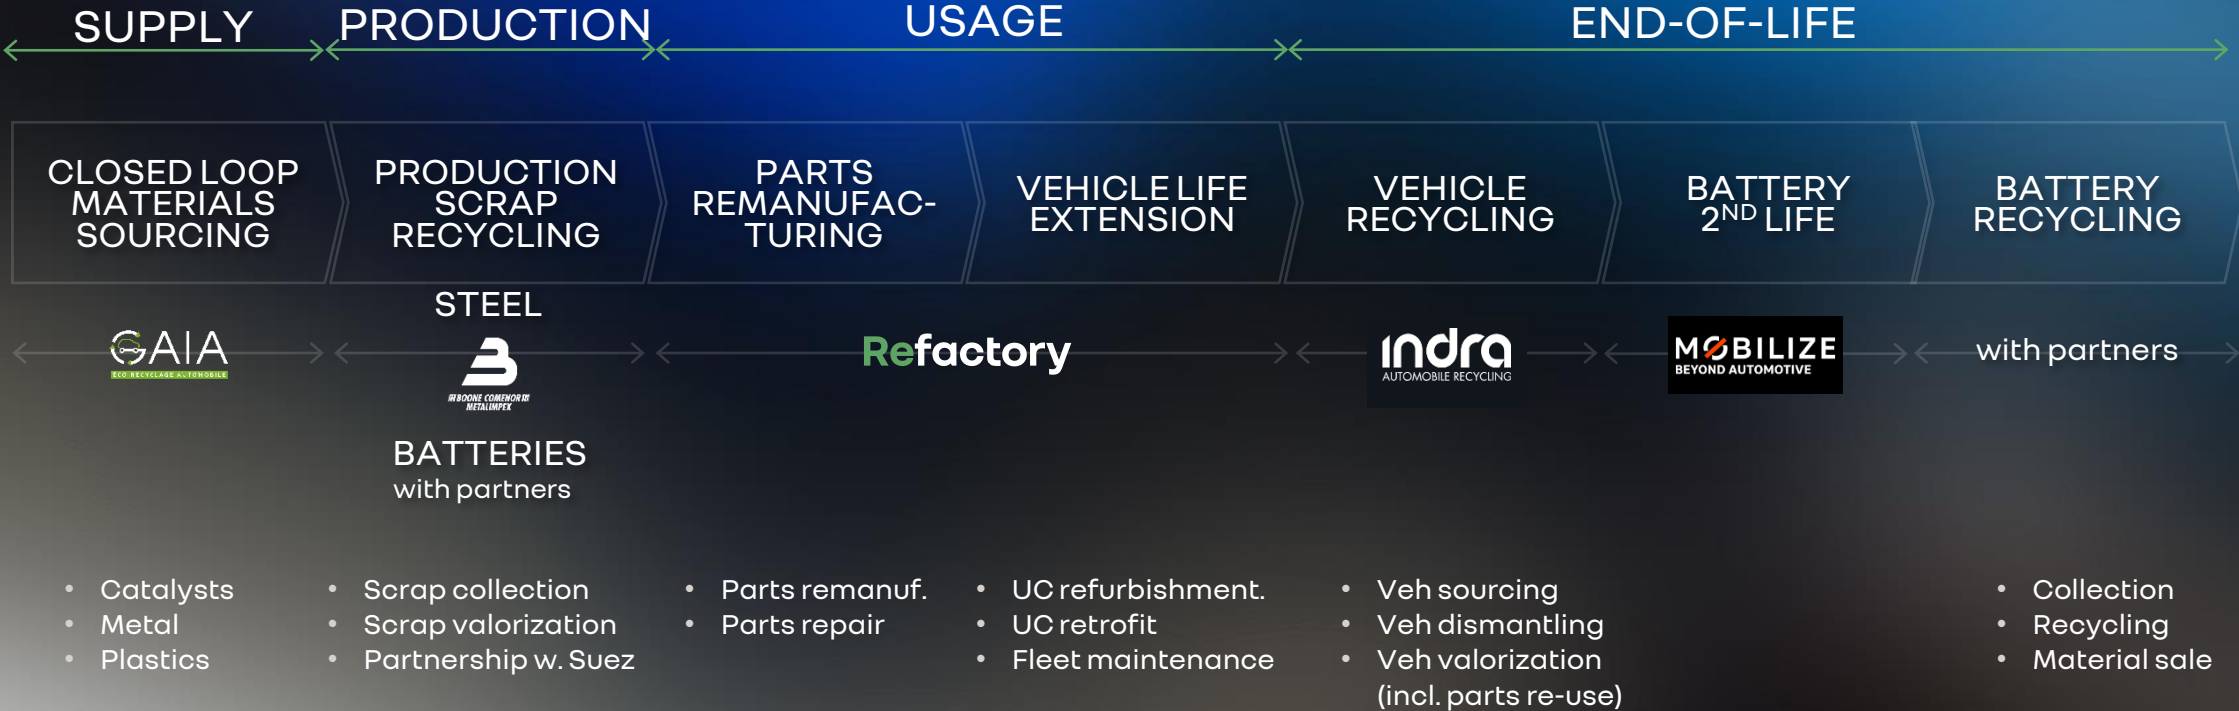 SUPPLY
PRODUCTION
USAGE
END-OF-LIFE
CLOSED LOOP
MATERIALS
SOURCING
PRODUCTION
SCRAP
RECYCLING
PARTS
REMANUFAC-
TURING
VEHICLE LIFE
EXTENSION
VEHICLE
RECYCLING
BATTERY
2ND LIFE
BATTERY
RECYCLING
GAIA
ECO RECYCLAGE AUTOMOBILE
STEEL
BOONE COMENOR
METALIMPEX
BATTERIES
with partners
Refactory
indra
AUTOMOBILE RECYCLING
MOBILIZE
BEYOND AUTOMOTIVE
with partners
• Catalysts
• Metal
• Plastics
• Scrap collection
• Scrap valorization
• Partnership w. Suez
• Parts remanuf.
• Parts repair
• UC refurbishment.
• UC retrofit
• Fleet maintenance
• Veh sourcing
• Veh dismantling
• Veh valorization
(incl. parts re-use)
• Collection
• Recycling
• Material sale